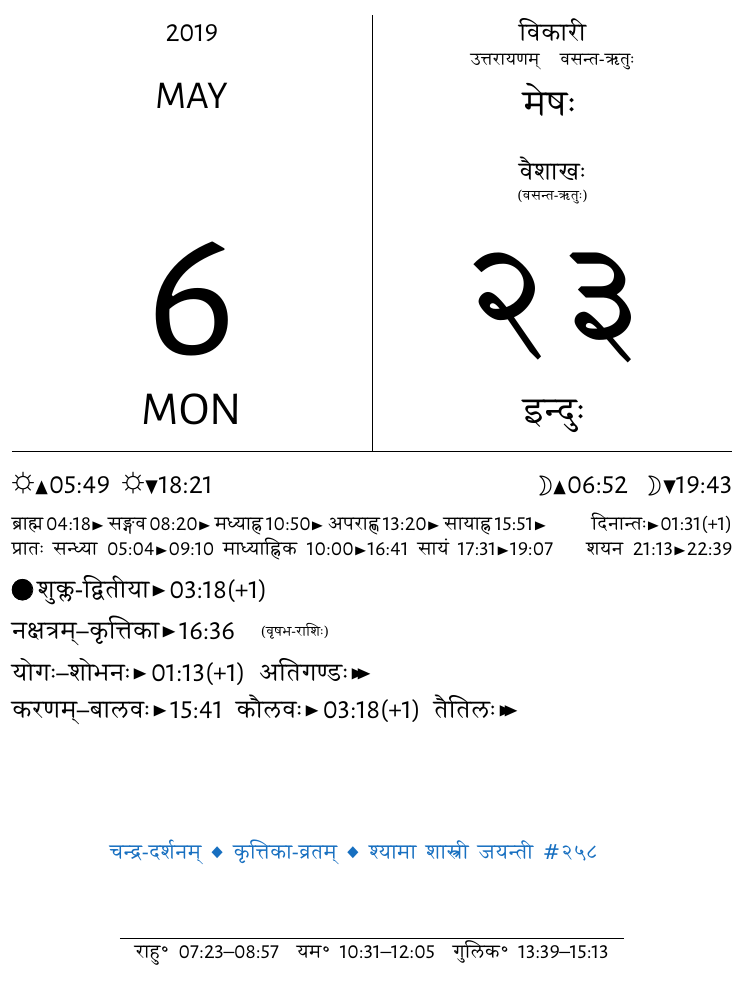 2019
MAY
6
MON
विकारी
उत्तरायणम् वसन्त-ऋतुः
मेषः
वैशाखः
(वसन्त-ऋतुः)
२३
इन्दुः
☼▲05:49 ☼▼18:21 ☽▲06:52 ☽▼19:43
ब्राह्म 04:18► सङ्गव 08:20► मध्याह्न 10:50► अपराह्ण 13:20► सायाह्न 15:51► दिनान्तः►01:31(+1)
प्रातः सन्ध्या 05:04►09:10 माध्याह्निक 10:00►16:41 सायं 17:31►19:07 शयन 21:13►22:39
शुक्ल-द्वितीया►03:18(+1)
नक्षत्रम्–कृत्तिका►16:36 (वृषभ-राशिः)
योगः–शोभनः►01:13(+1) अतिगण्डः►►
करणम्–बालवः►15:41 कौलवः►03:18(+1) तैतिलः►►
चन्द्र-दर्शनम् ◆ कृत्तिका-व्रतम् ◆ श्यामा शास्त्री जयन्ती #२५८
राहु° 07:23–08:57 यम° 10:31–12:05 गुलिक° 13:39–15:13